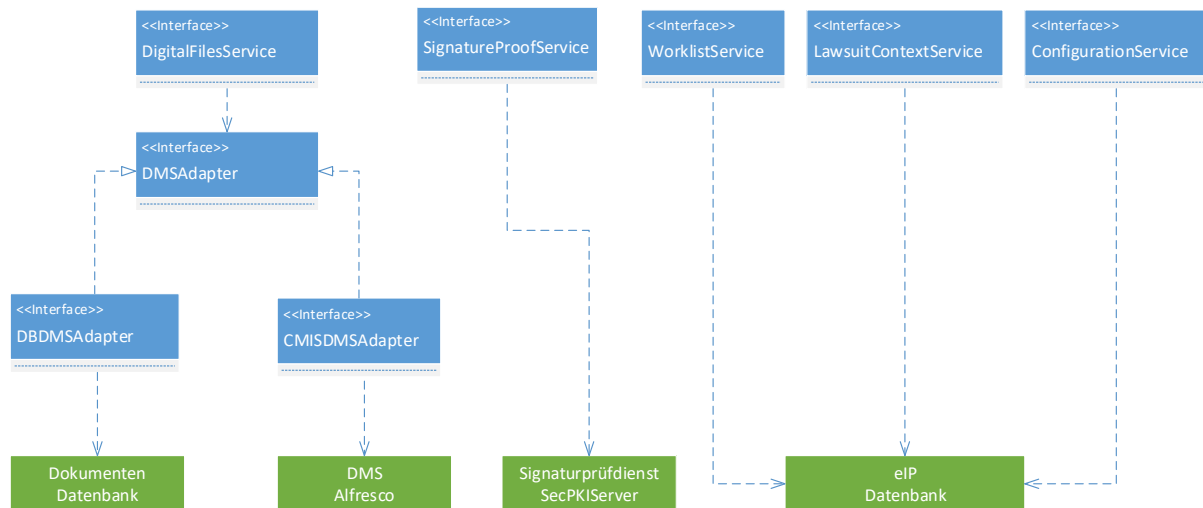 <<Interface>>
DigitalFilesService
<<Interface>>
SignatureProofService
<<Interface>>
WorklistService
<<Interface>>
LawsuitContextService
<<Interface>>
ConfigurationService
<<Interface>>
DMSAdapter
<<Interface>>
DBDMSAdapter
<<Interface>>
CMISDMSAdapter
Dokumenten
Datenbank
DMS
Alfresco
Signaturprüfdienst
SecPKIServer
eIP
Datenbank